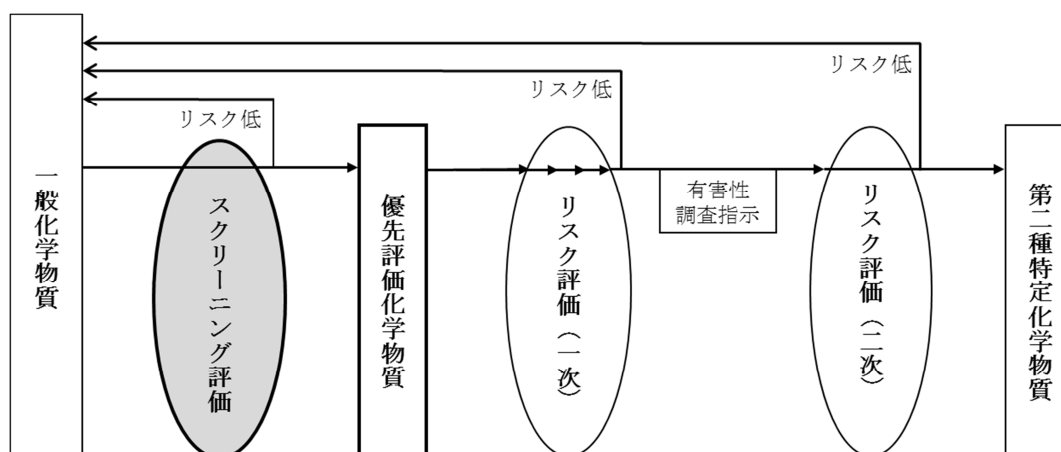 リスク低
リスク低
リスク低
一般化学物質
スクリーニング評価
優先評価化学物質
リスク評価（一次）
有害性
調査指示
リスク評価（二次）
第二種特定化学物質